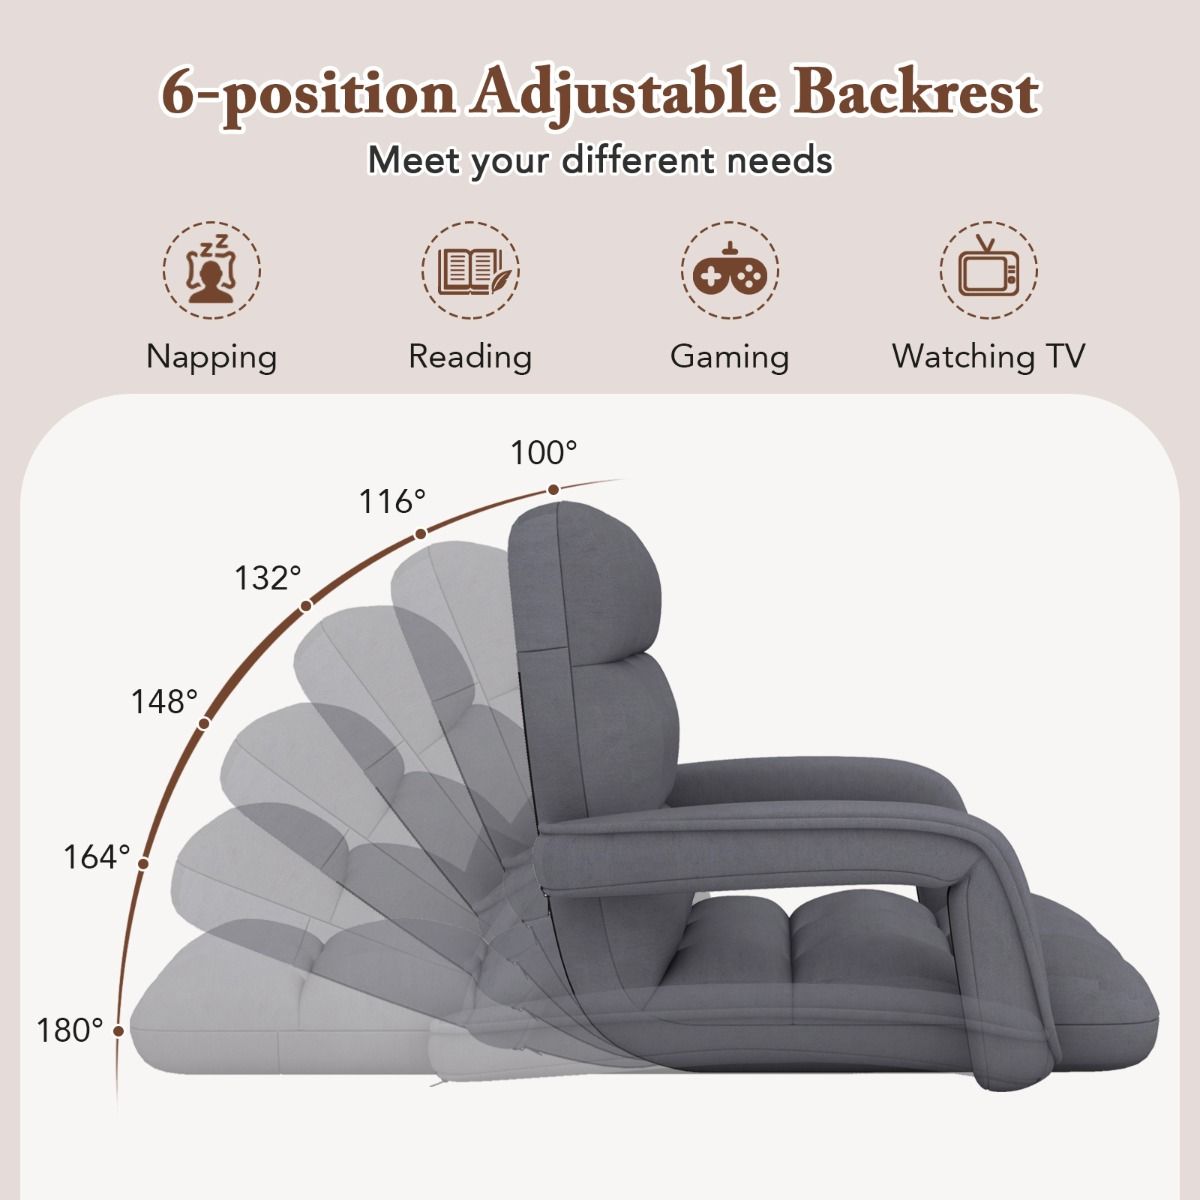 6-position Adjustable Backrest
Meet your different needs
zzz
Napping
Reading
Gaming
Watching TV
100°
116°
132°
148°
164°
180°